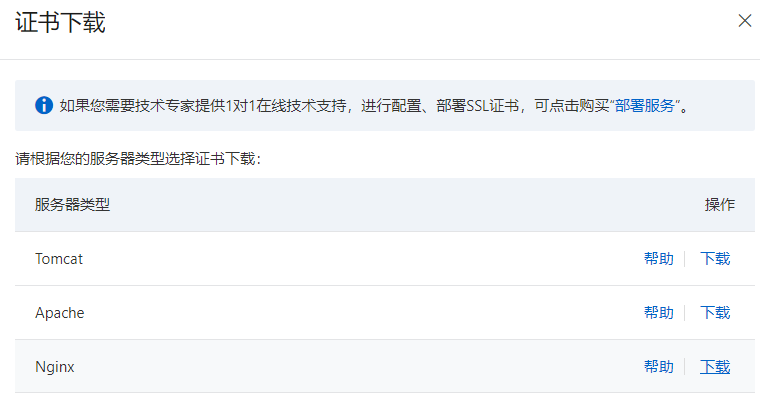 证书下载
如果您需要技术专家提供1对1在线技术支持，进行配置、部署SSL证书，可点击购买“部署服务”。
请根据您的服务器类型选择证书下载：
服务器类型 操作
Tomcat 帮助 下载
Apache 帮助 下载
Nginx 帮助 下载